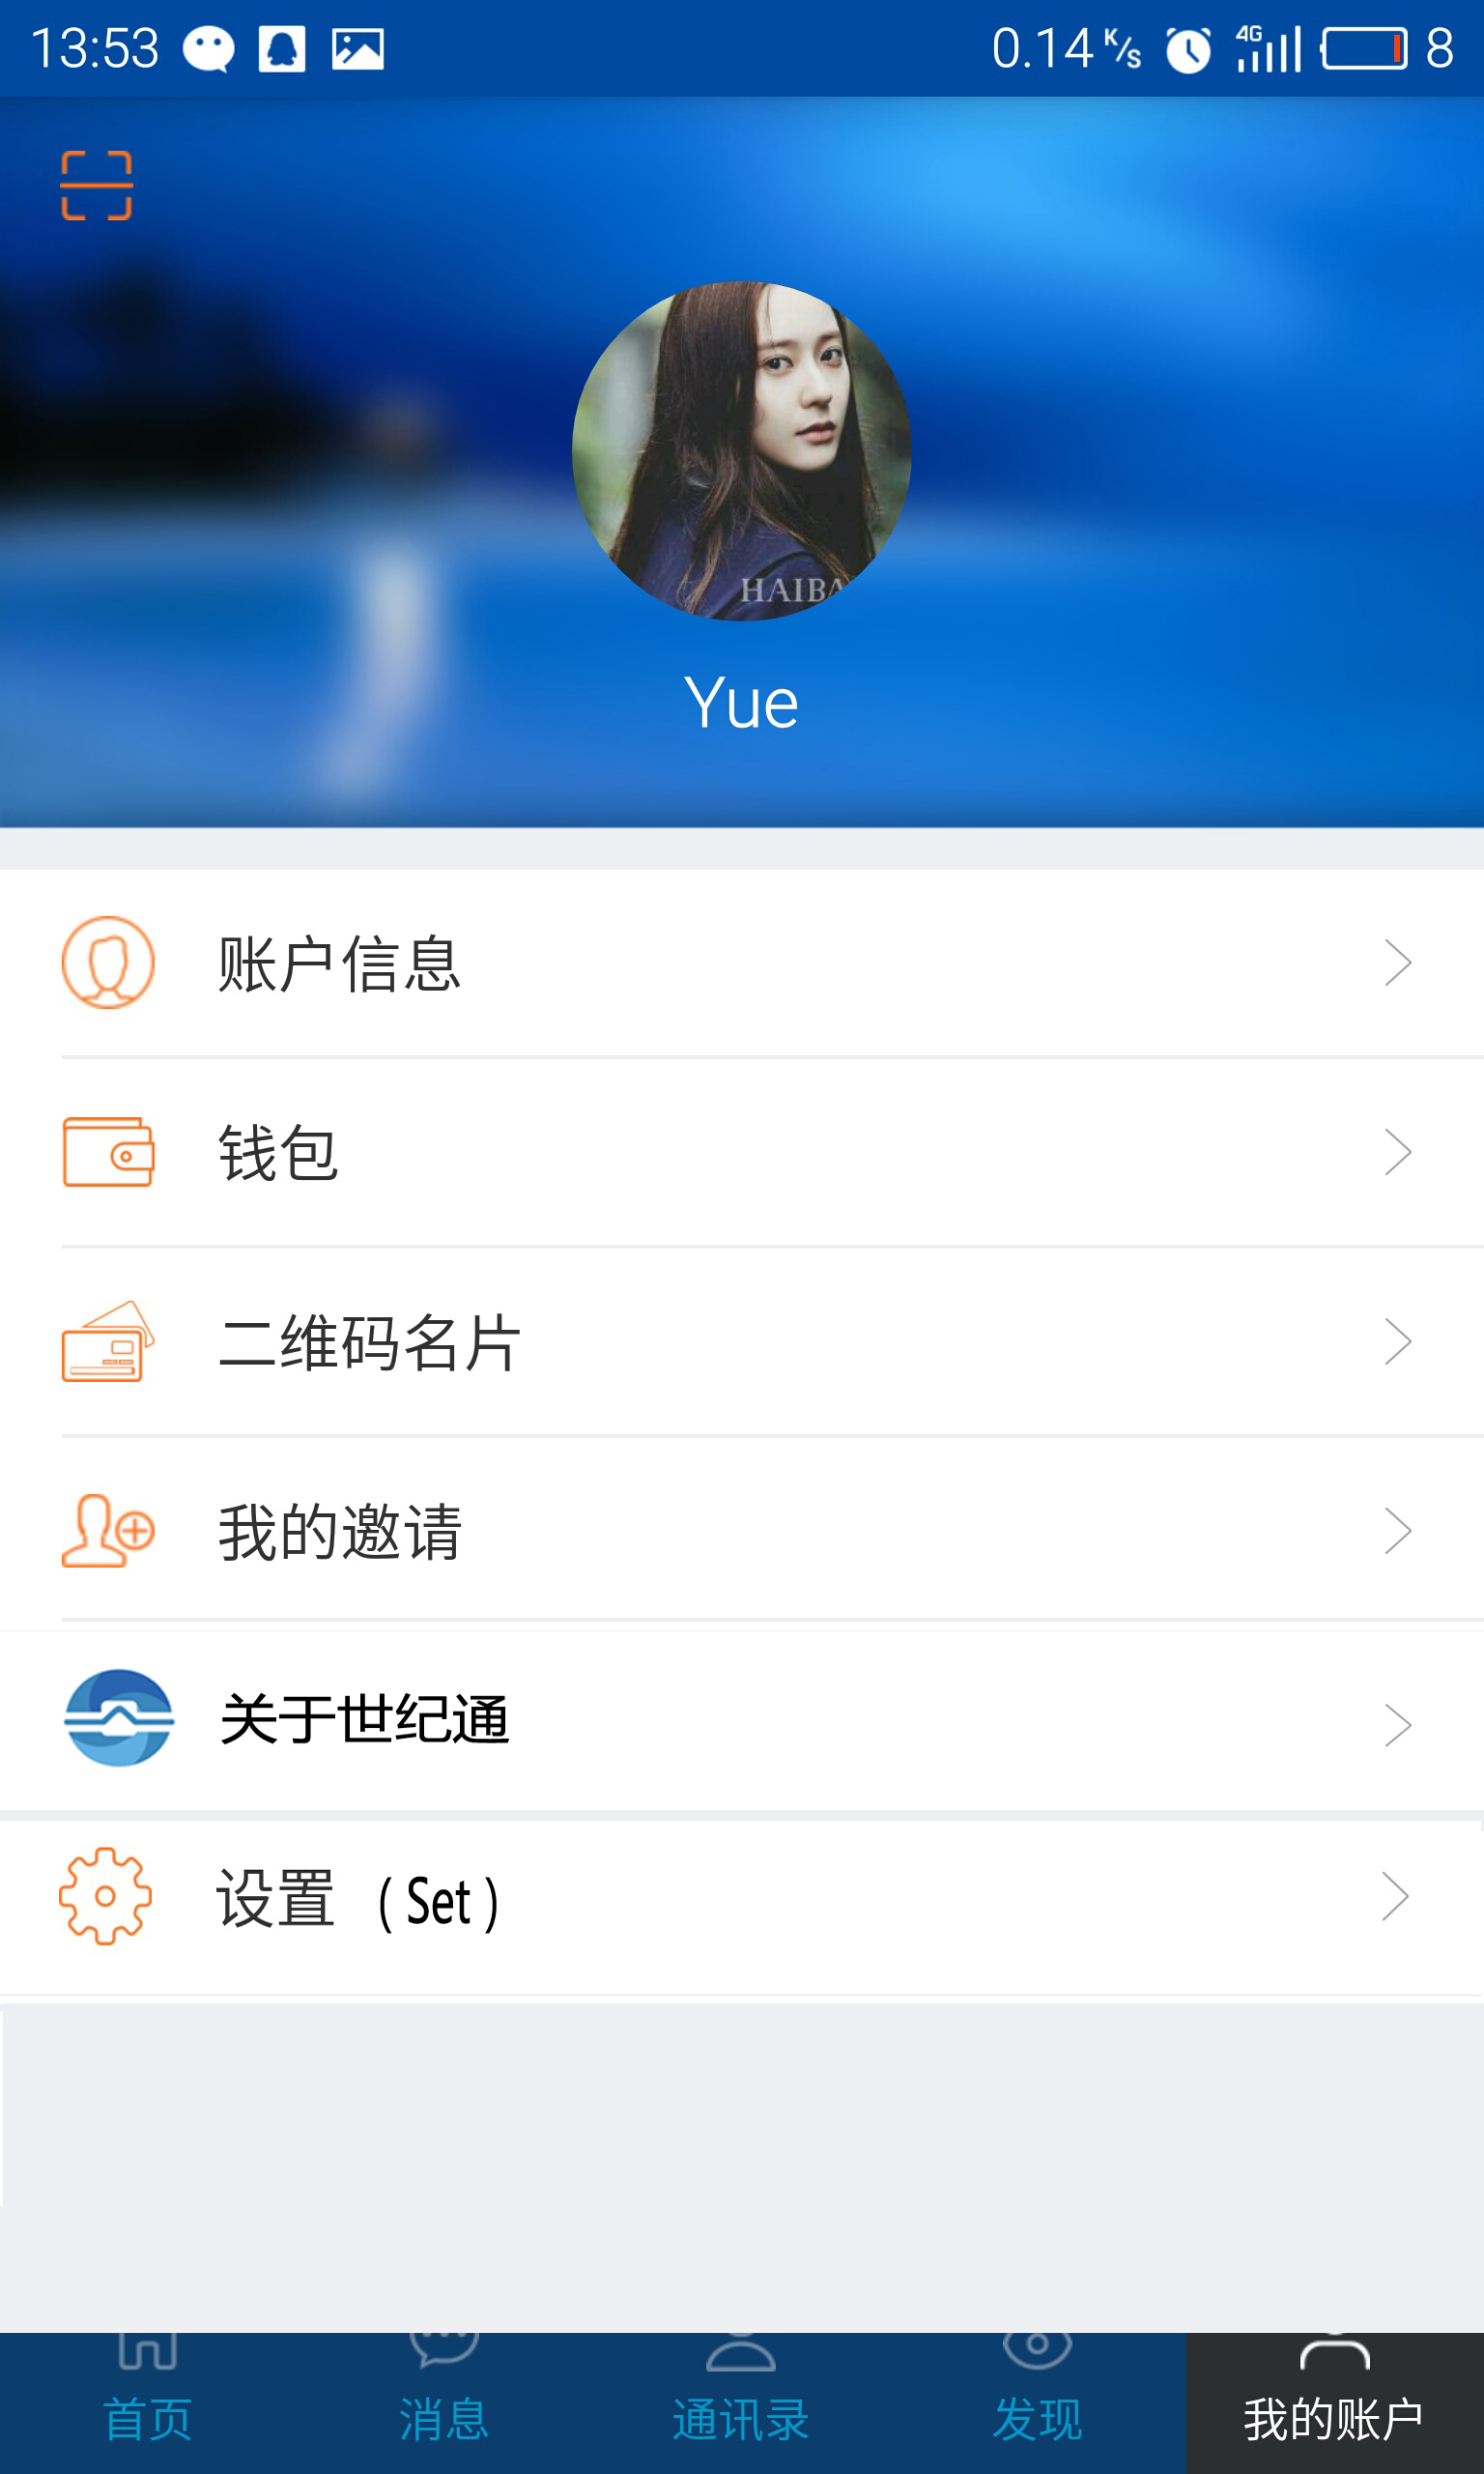 13:53 0.14 K/s 4G 8
HAIBA
Yue
账户信息
钱包
二维码名片
我的邀请
关于世纪通
设置 (Set)
首页 消息 通讯录 发现 我的账户